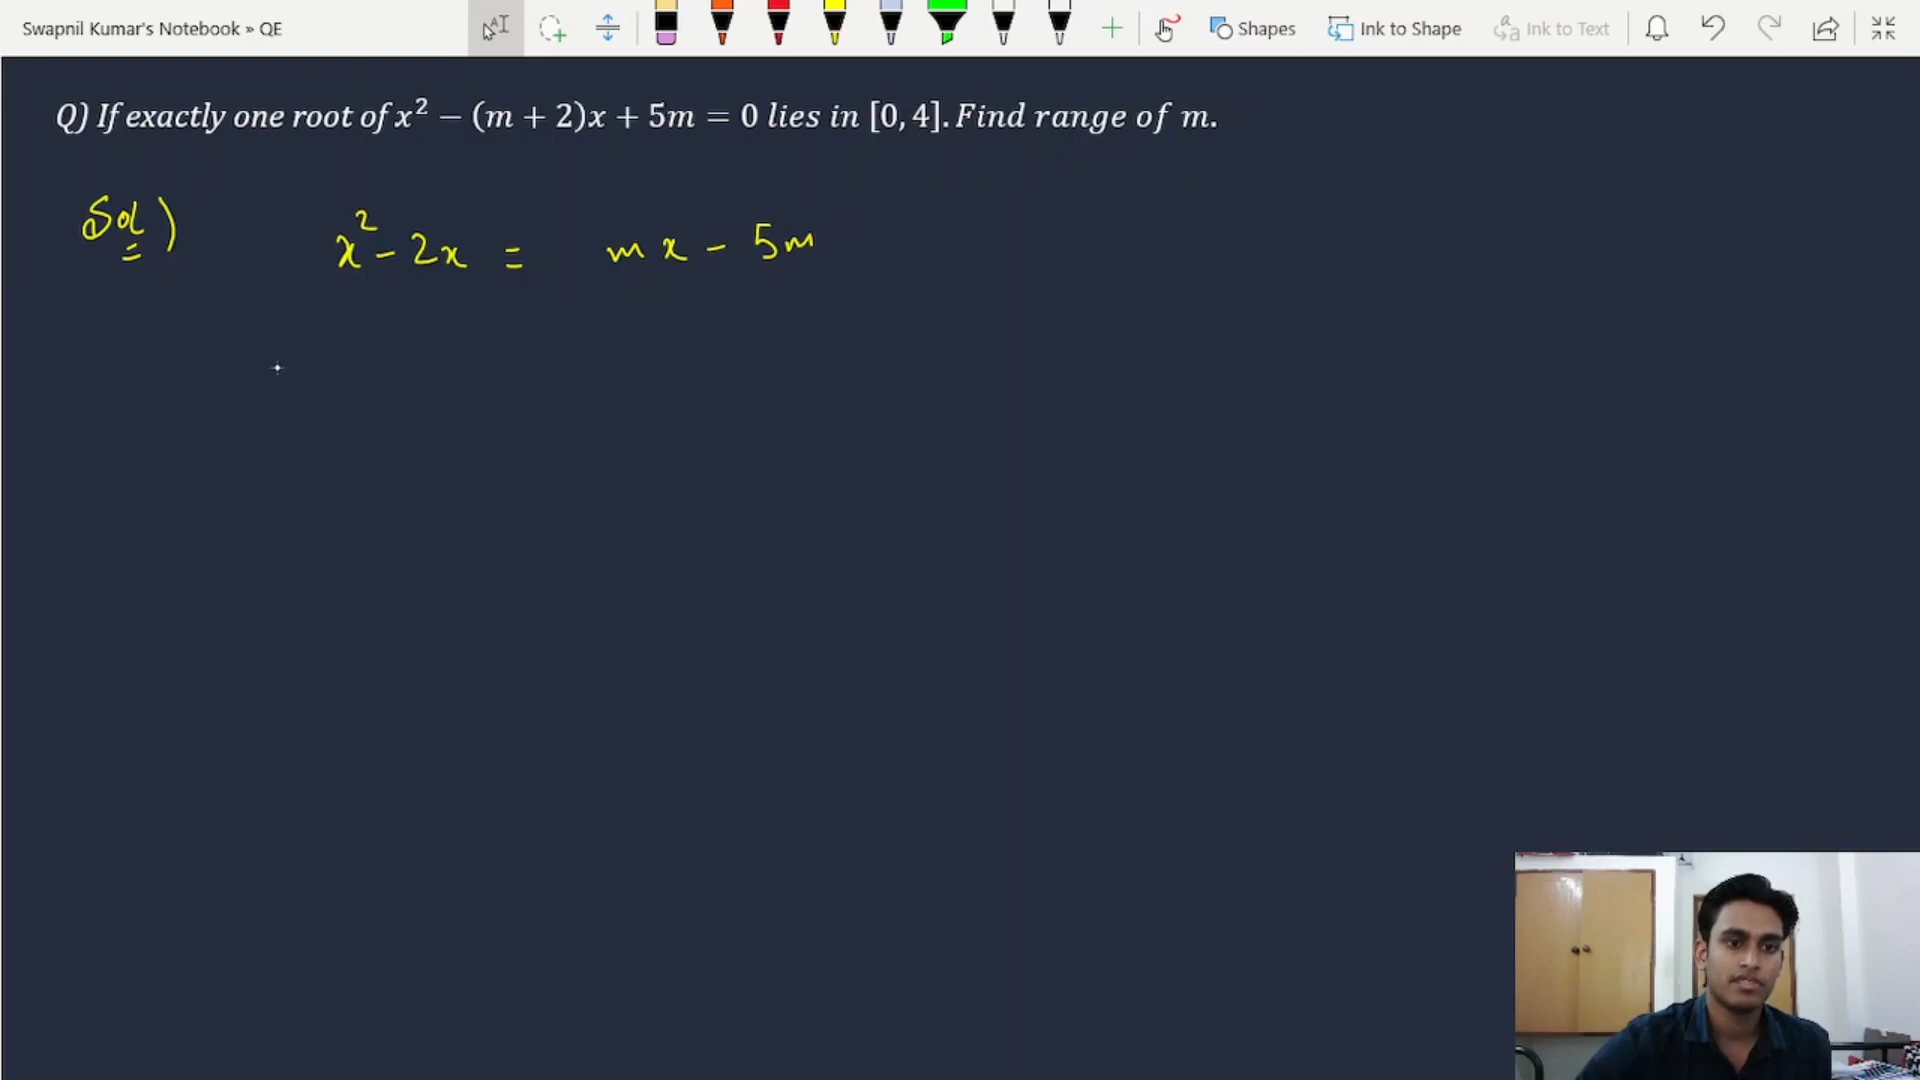 Swapnil Kumar's Notebook » QE
Shapes
Ink to Shape
Ink to Text
Q) If exactly one root of x² − (m + 2)x + 5m = 0 lies in [0, 4]. Find range of m.
Sol)
x² - 2x = mx - 5m